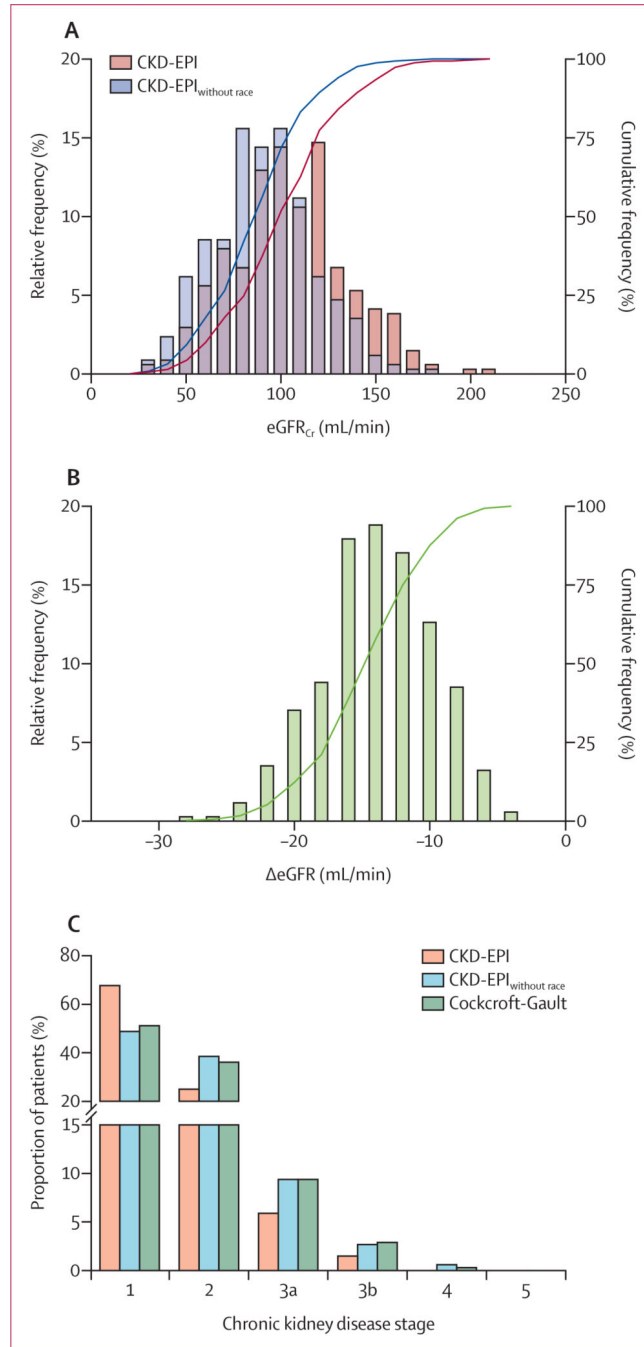 A
CKD-EPI
CKD-EPIwithout race
Relative frequency (%)
20
15
10
5
0
Cumulative frequency (%)
100
75
50
25
0
0 50 100 150 200 250
eGFRCr (mL/min)
B
Relative frequency (%)
20
15
10
5
0
Cumulative frequency (%)
100
75
50
25
0
−30 −20 −10 0
ΔeGFR (mL/min)
C
CKD-EPI
CKD-EPIwithout race
Cockcroft-Gault
Proportion of patients (%)
80
60
40
20
15
10
5
0
1 2 3a 3b 4 5
Chronic kidney disease stage